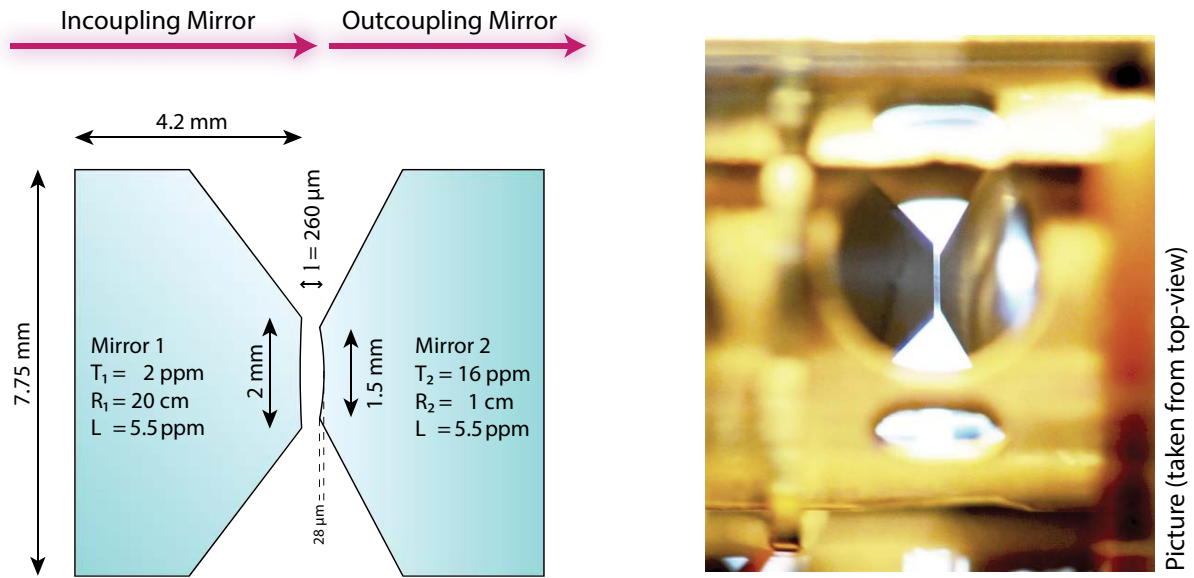 Incoupling Mirror
Outcoupling Mirror
4.2 mm
l = 260 µm
7.75 mm
Mirror 1
T₁ = 2 ppm
R₁ = 20 cm
L = 5.5 ppm
2 mm
1.5 mm
Mirror 2
T₂ = 16 ppm
R₂ = 1 cm
L = 5.5 ppm
28 µm
Picture (taken from top-view)